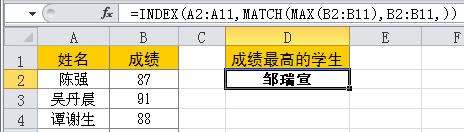 fx =INDEX(A2:A11,MATCH(MAX(B2:B11),B2:B11,))
A B C D E F
1 姓名 成绩 成绩最高的学生
2 陈强 87 邹瑞宣
3 吴丹晨 91
4 谭谢生 88